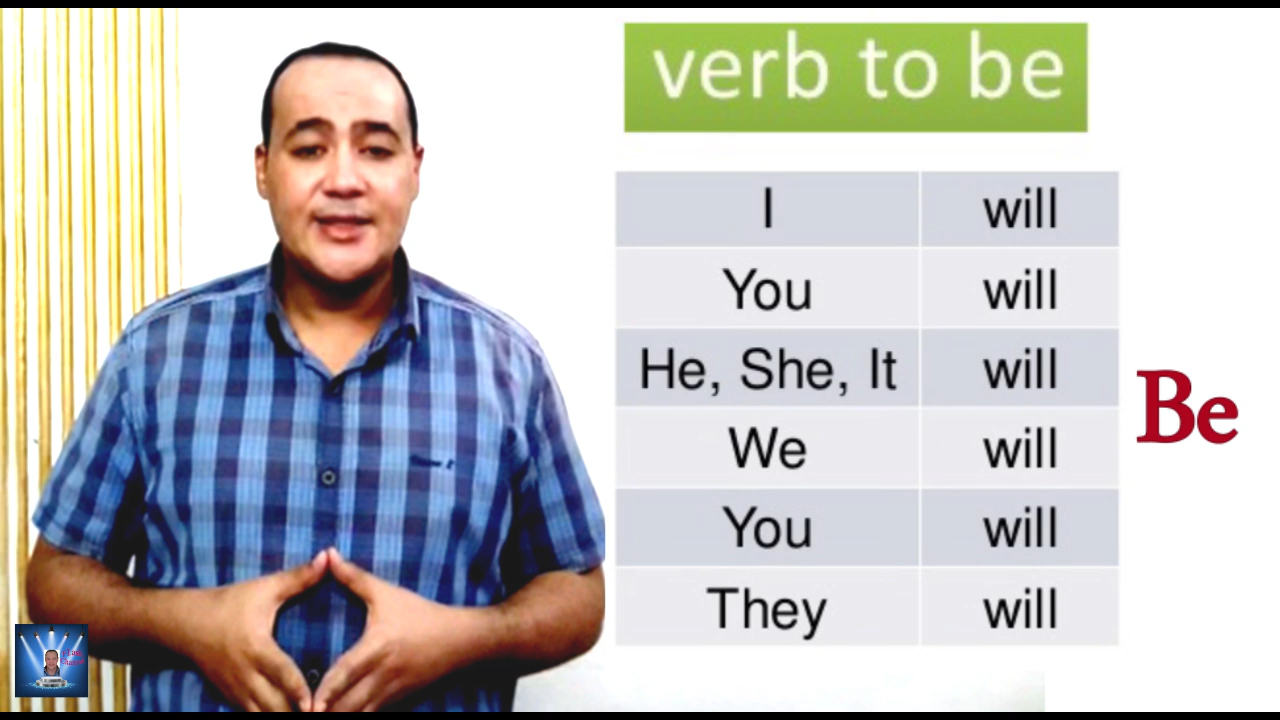 verb to be
I will
You will
He, She, It will
We will
You will
They will
Be